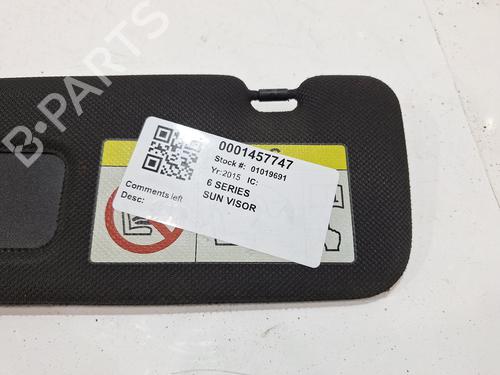 B-PARTS
0001457747
Stock #: 01019691
Yr:2015 IC:
6 SERIES
SUN VISOR
Comments left
Desc: